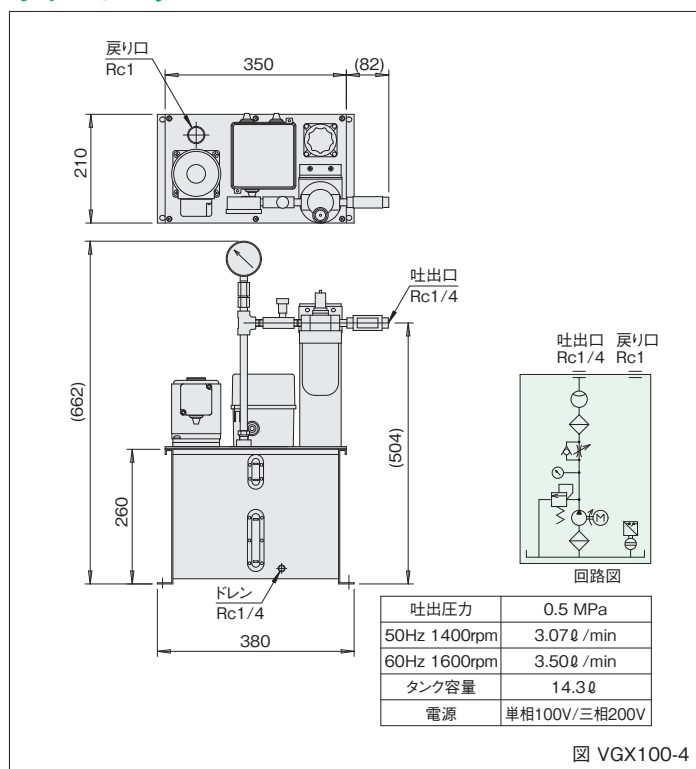 戻り口
Rc1
350
(82)
210
吐出口
Rc1/4
(662)
(504)
260
ドレン
Rc1/4
380
吐出口 戻り口
Rc1/4 Rc1
M
回路図
吐出圧力 0.5 MPa
50Hz 1400rpm 3.07ℓ/min
60Hz 1600rpm 3.50ℓ/min
タンク容量 14.3ℓ
電源 単相100V/三相200V
図 VGX100-4